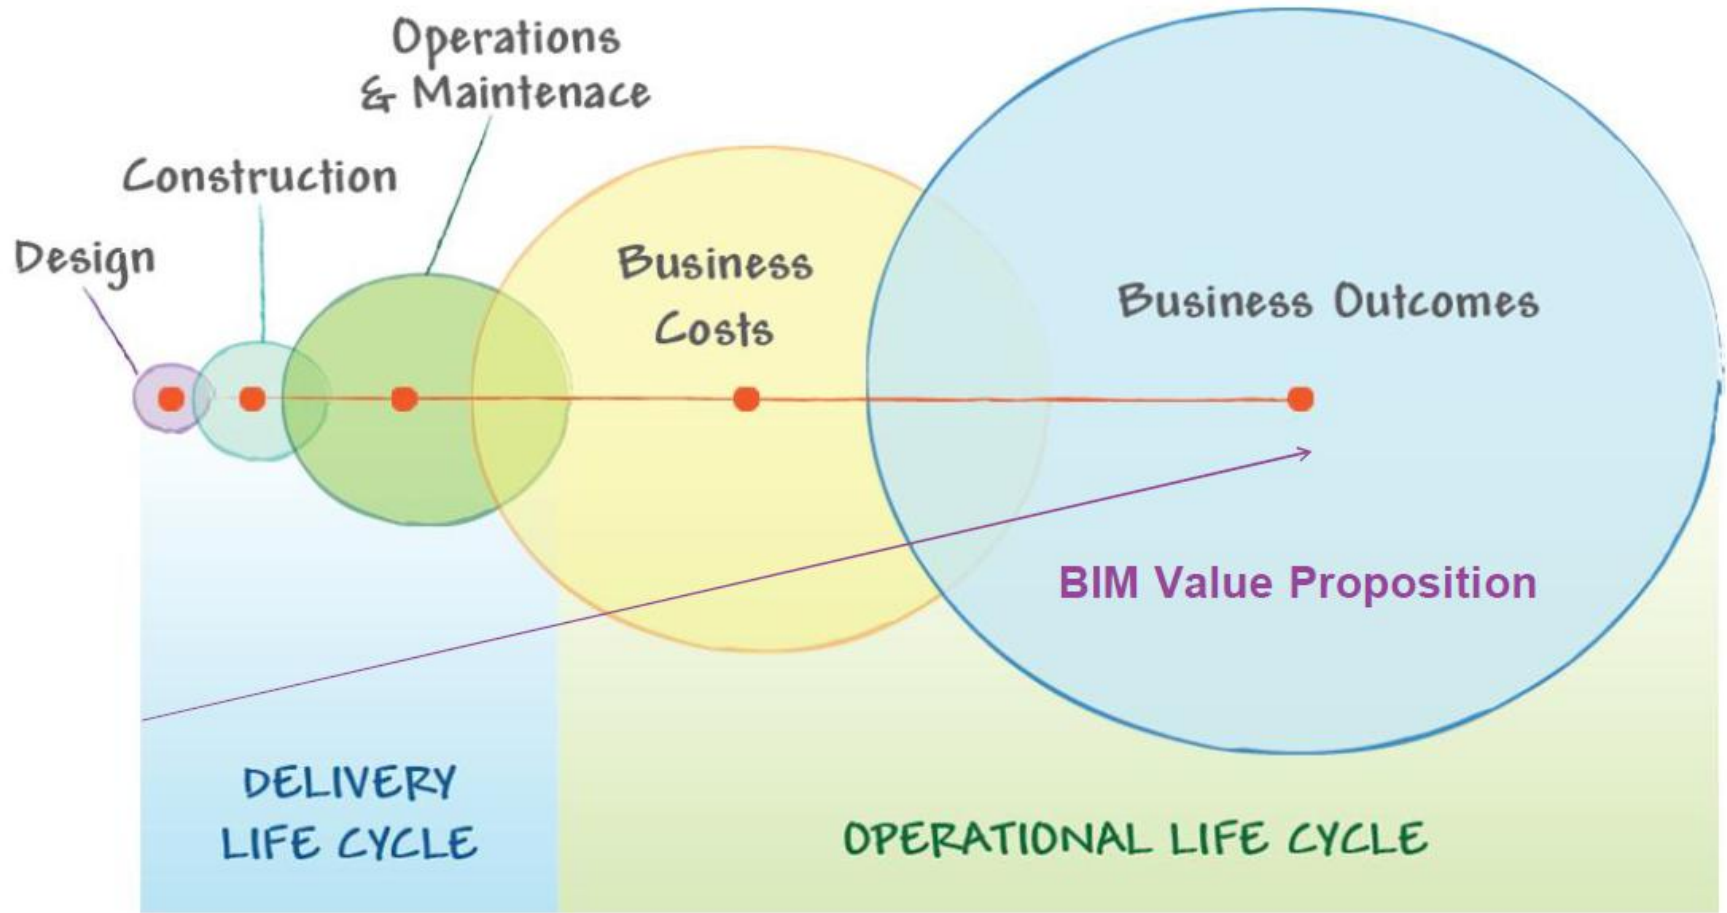 Operations
& Maintenace
Construction
Design
Business
Costs
Business Outcomes
BIM Value Proposition
DELIVERY
LIFE CYCLE
OPERATIONAL LIFE CYCLE